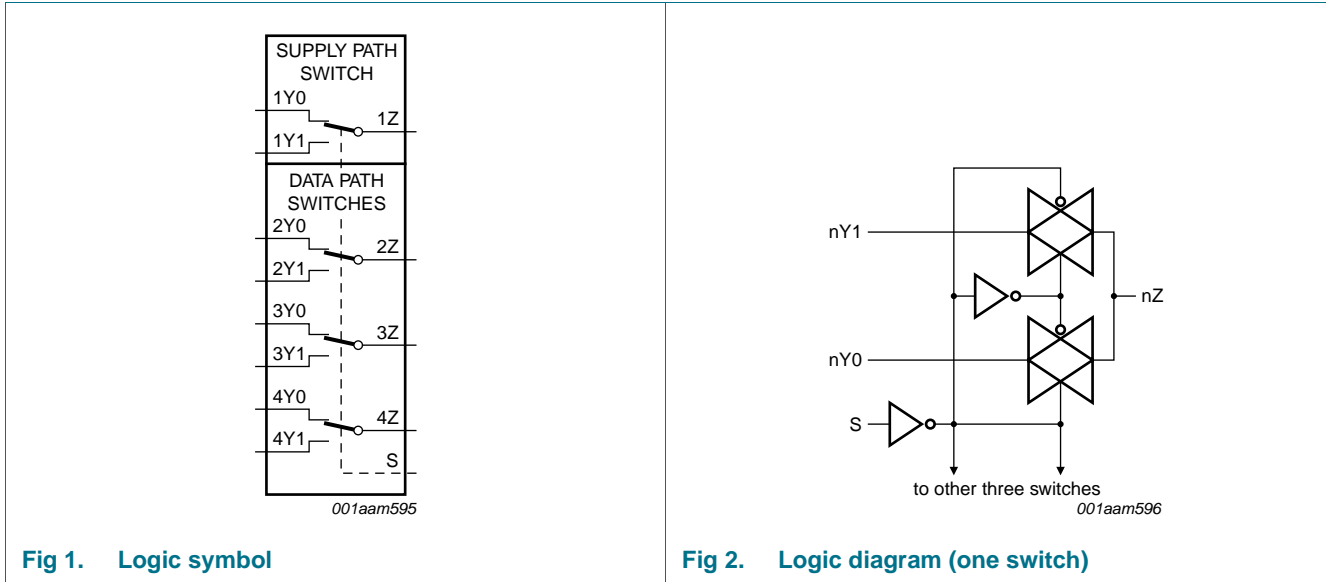 SUPPLY PATH
SWITCH
1Y0
1Z
1Y1
DATA PATH
SWITCHES
2Y0
2Z
2Y1
3Y0
3Z
3Y1
4Y0
4Z
4Y1
S
001aam595
Fig 1. Logic symbol
nY1
nZ
nY0
S
to other three switches
001aam596
Fig 2. Logic diagram (one switch)